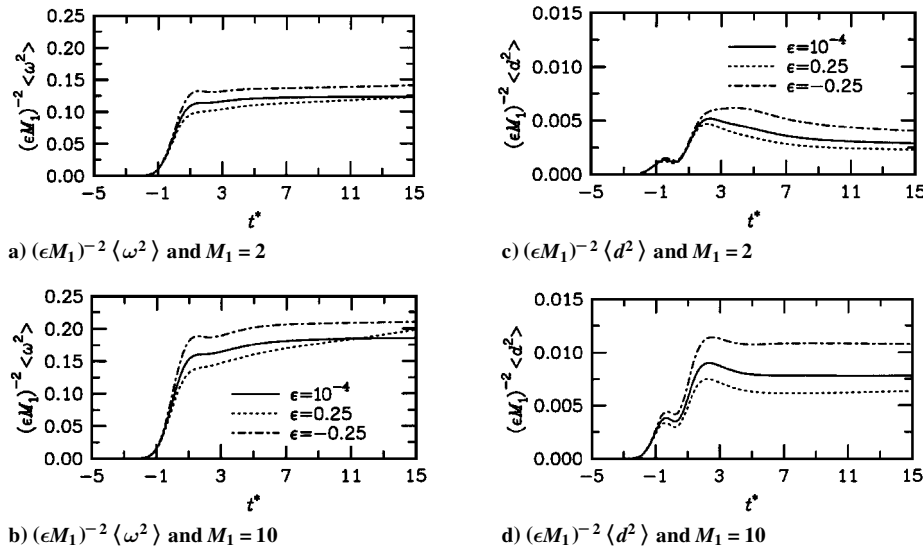 (εM₁)⁻² <ω²>
0.25
0.20
0.15
0.10
0.05
0.00
−5 −1 3 7 11 15
t*
a) (εM₁)⁻² ⟨ω²⟩ and M₁ = 2
(εM₁)⁻² <d²>
0.015
0.010
0.005
0.000
ε=10⁻⁴
ε=0.25
ε=−0.25
−5 −1 3 7 11 15
t*
c) (εM₁)⁻² ⟨d²⟩ and M₁ = 2
(εM₁)⁻² <ω²>
0.25
0.20
0.15
0.10
0.05
0.00
ε=10⁻⁴
ε=0.25
ε=−0.25
−5 −1 3 7 11 15
t*
b) (εM₁)⁻² ⟨ω²⟩ and M₁ = 10
(εM₁)⁻² <d²>
0.015
0.010
0.005
0.000
−5 −1 3 7 11 15
t*
d) (εM₁)⁻² ⟨d²⟩ and M₁ = 10